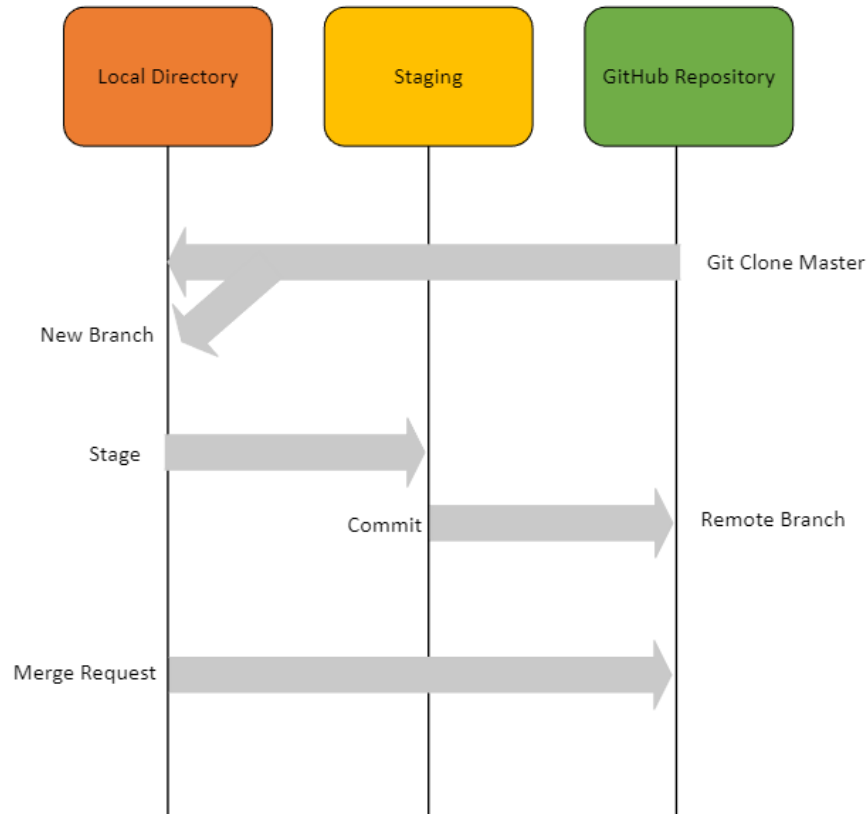 Local Directory
Staging
GitHub Repository
Git Clone Master
New Branch
Stage
Commit
Remote Branch
Merge Request